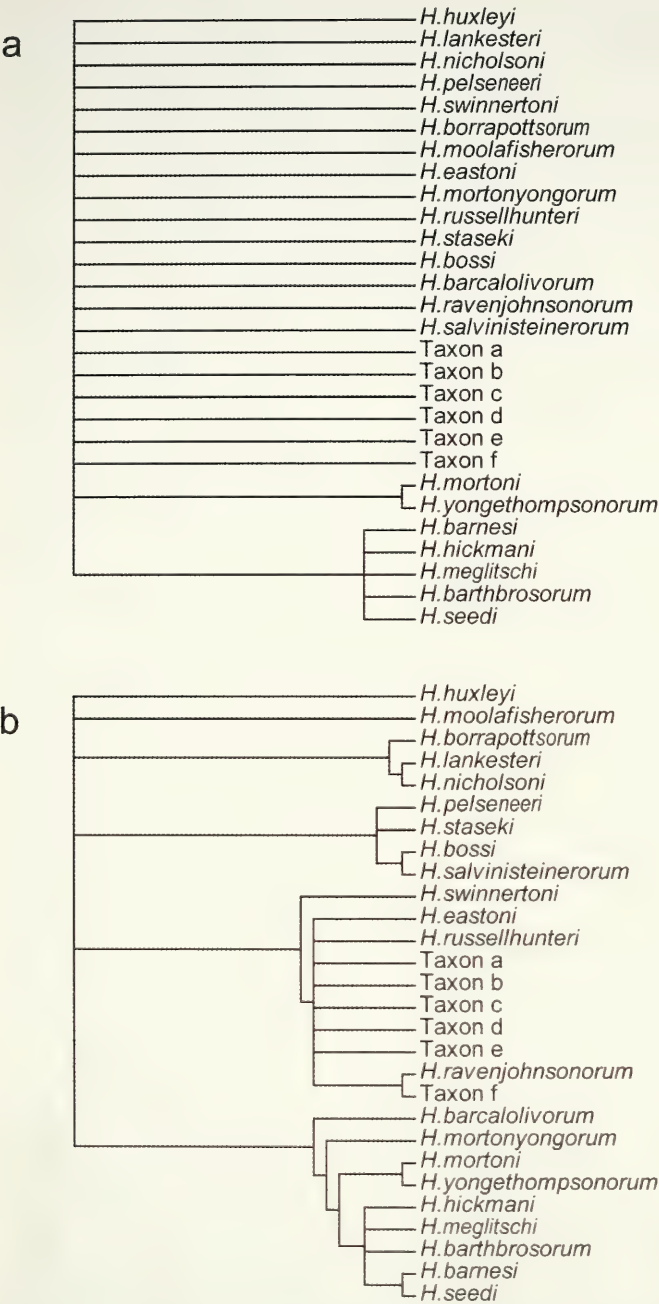 a
H.huxleyi
H.lankesteri
H.nicholsoni
H.pelseneeri
H.swinnertoni
H.borrapottsorum
H.moolafisherorum
H.eastoni
H.mortonyongorum
H.russellhunteri
H.staseki
H.bossi
H.barcalolivorum
H.ravenjohnsonorum
H.salvinisteinerorum
Taxon a
Taxon b
Taxon c
Taxon d
Taxon e
Taxon f
H.mortoni
H.yongethompsonorum
H.barnesi
H.hickmani
H.meglitschi
H.barthbrosorum
H.seedi
b
H.huxleyi
H.moolafisherorum
H.borrapottsorum
H.lankesteri
H.nicholsoni
H.pelseneeri
H.staseki
H.bossi
H.salvinisteinerorum
H.swinnertoni
H.eastoni
H.russellhunteri
Taxon a
Taxon b
Taxon c
Taxon d
Taxon e
H.ravenjohnsonorum
Taxon f
H.barcalolivorum
H.mortonyongorum
H.mortoni
H.yongethompsonorum
H.hickmani
H.meglitschi
H.barthbrosorum
H.barnesi
H.seedi